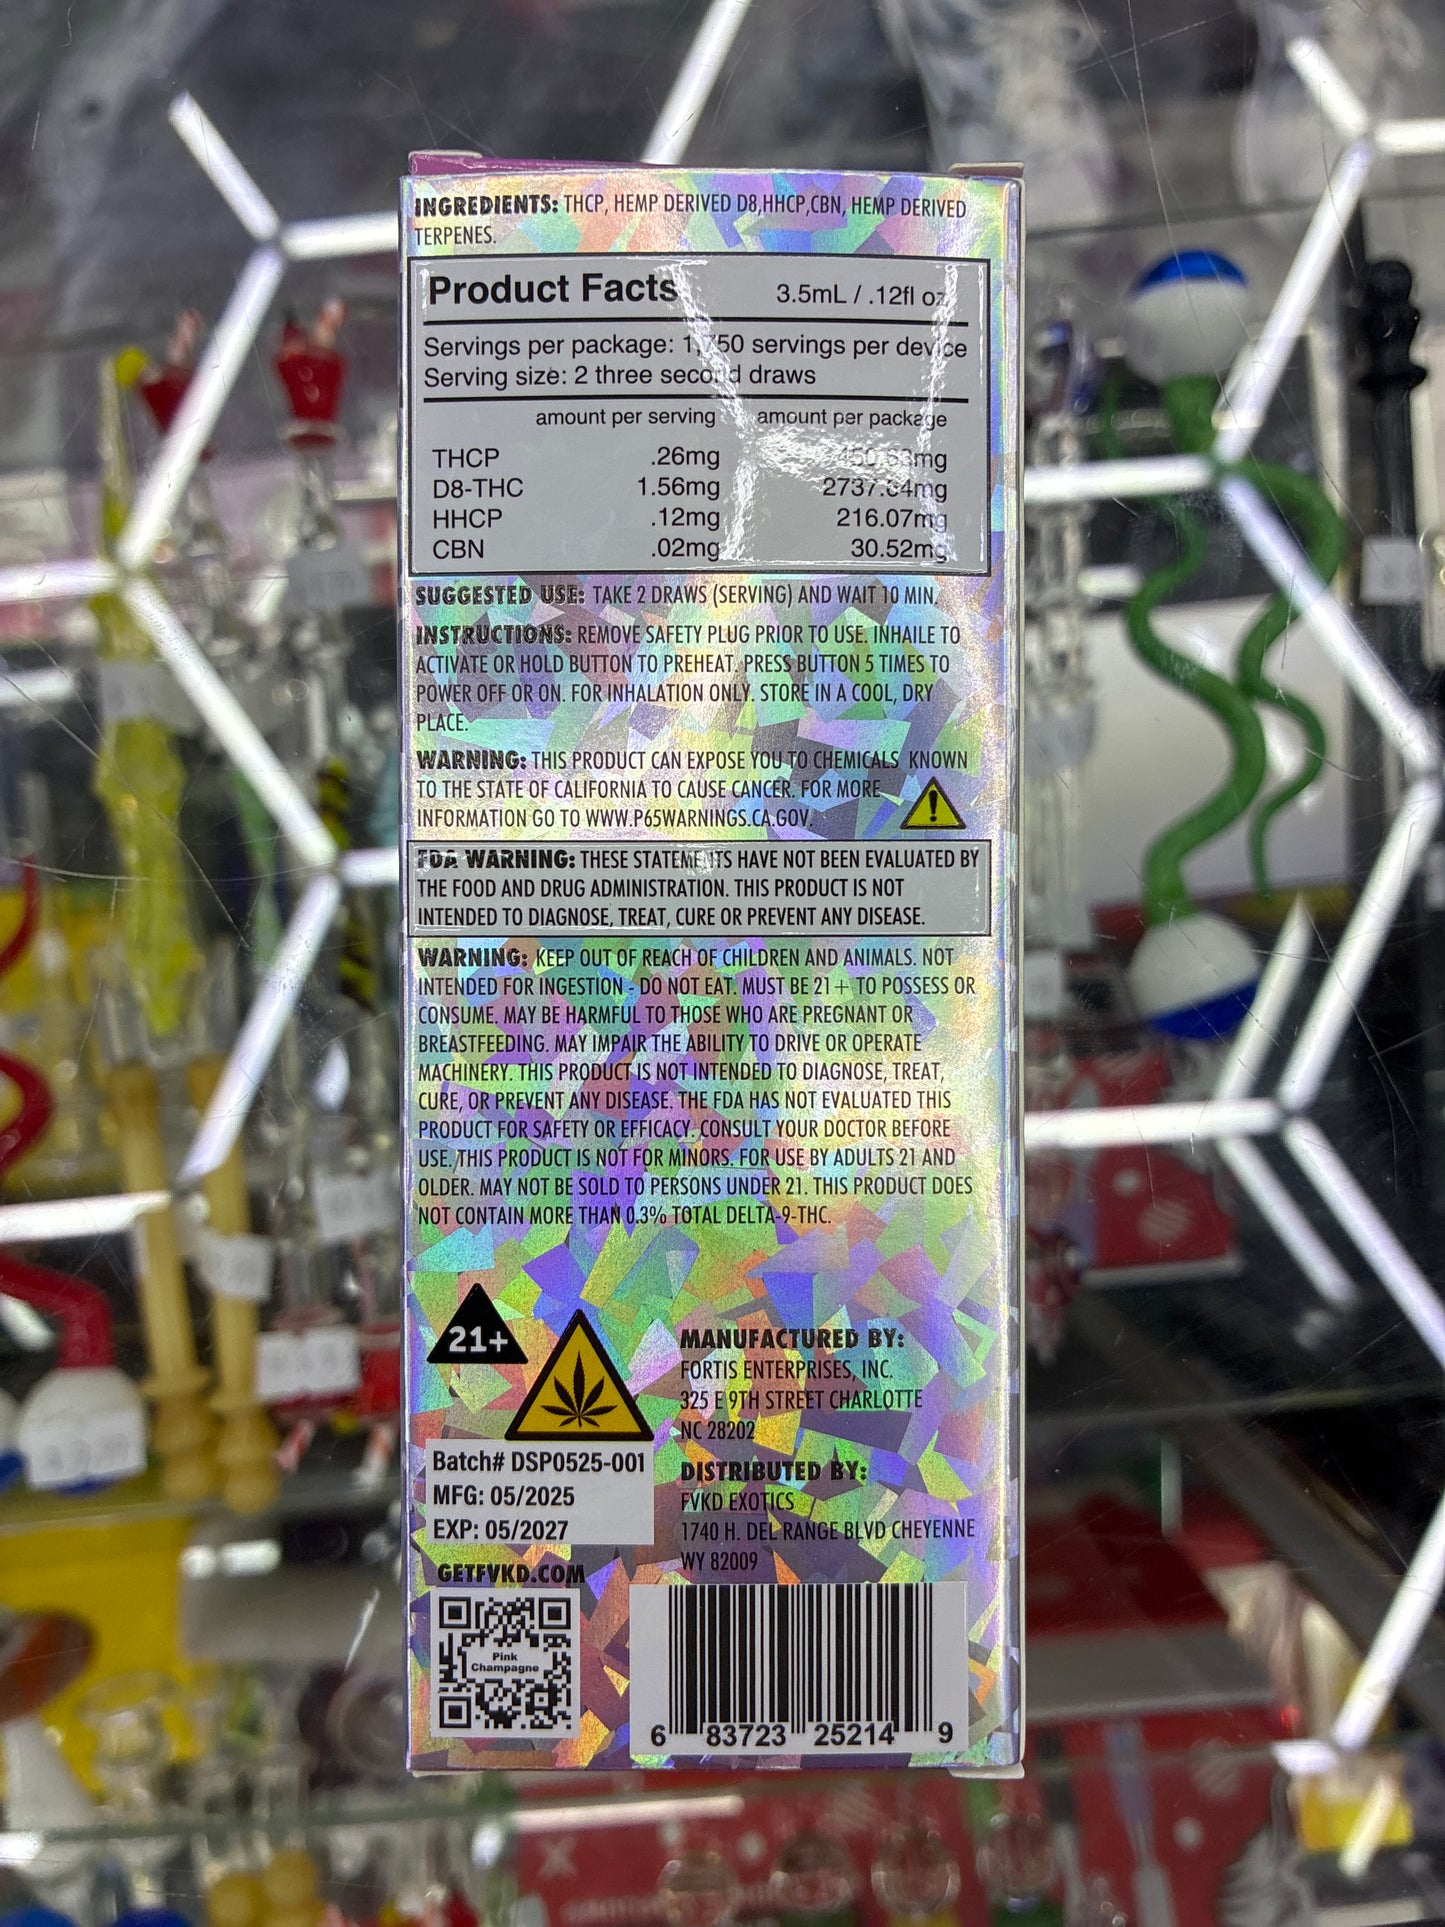 INGREDIENTS: THCP, HEMP DERIVED D8,HHCP,CBN, HEMP DERIVED
TERPENES.
Product Facts 3.5mL / .12fl oz
Servings per package: 1,750 servings per device
Serving size: 2 three second draws
amount per serving amount per package
THCP .26mg
D8-THC 1.56mg
HHCP .12mg 216.07mg
CBN .02mg 30.52mg
SUGGESTED USE: TAKE 2 DRAWS (SERVING) AND WAIT 10 MIN.
INSTRUCTIONS: REMOVE SAFETY PLUG PRIOR TO USE. INHAILE TO
ACTIVATE OR HOLD BUTTON TO PREHEAT. PRESS BUTTON 5 TIMES TO
POWER OFF OR ON. FOR INHALATION ONLY. STORE IN A COOL, DRY
PLACE.
WARNING: THIS PRODUCT CAN EXPOSE YOU TO CHEMICALS KNOWN
TO THE STATE OF CALIFORNIA TO CAUSE CANCER. FOR MORE
INFORMATION GO TO WWW.P65WARNINGS.CA.GOV.
FDA WARNING: THESE STATEMENTS HAVE NOT BEEN EVALUATED BY
THE FOOD AND DRUG ADMINISTRATION. THIS PRODUCT IS NOT
INTENDED TO DIAGNOSE, TREAT, CURE OR PREVENT ANY DISEASE.
WARNING: KEEP OUT OF REACH OF CHILDREN AND ANIMALS. NOT
INTENDED FOR INGESTION - DO NOT EAT. MUST BE 21+ TO POSSESS OR
CONSUME. MAY BE HARMFUL TO THOSE WHO ARE PREGNANT OR
BREASTFEEDING. MAY IMPAIR THE ABILITY TO DRIVE OR OPERATE
MACHINERY. THIS PRODUCT IS NOT INTENDED TO DIAGNOSE, TREAT,
CURE, OR PREVENT ANY DISEASE. THE FDA HAS NOT EVALUATED THIS
PRODUCT FOR SAFETY OR EFFICACY. CONSULT YOUR DOCTOR BEFORE
USE. THIS PRODUCT IS NOT FOR MINORS. FOR USE BY ADULTS 21 AND
OLDER. MAY NOT BE SOLD TO PERSONS UNDER 21. THIS PRODUCT DOES
NOT CONTAIN MORE THAN 0.3% TOTAL DELTA-9-THC.
21+
Batch# DSP0525-001
MFG: 05/2025
EXP: 05/2027
GETFVKD.COM
Pink
Champagne
MANUFACTURED BY:
FORTIS ENTERPRISES, INC.
325 E 9TH STREET CHARLOTTE
NC 28202
DISTRIBUTED BY:
FVKD EXOTICS
1740 H. DEL RANGE BLVD CHEYENNE
WY 82009
6 83723 25214 9